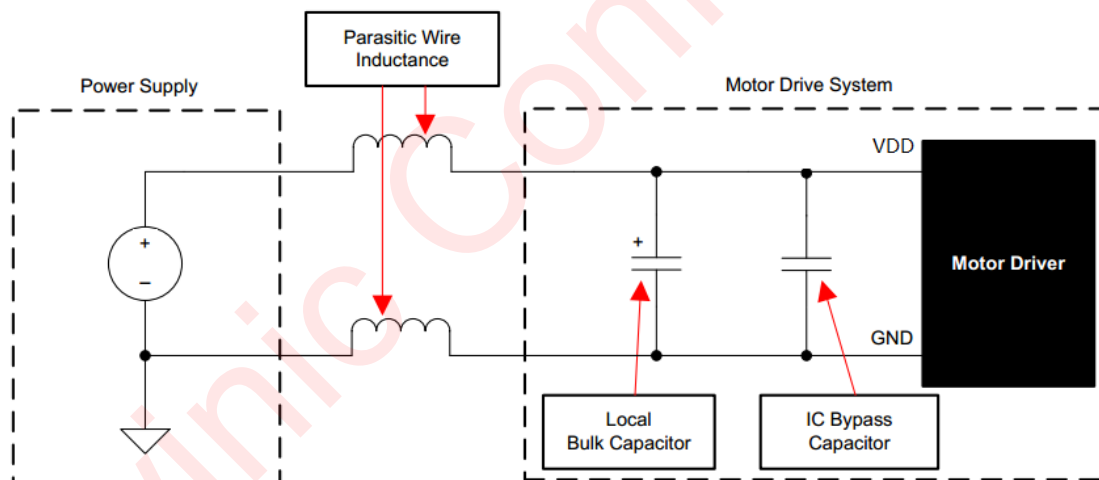 Parasitic Wire
Inductance
Power Supply
Motor Drive System
VDD
+
+
–
Motor Driver
GND
Local
Bulk Capacitor
IC Bypass
Capacitor